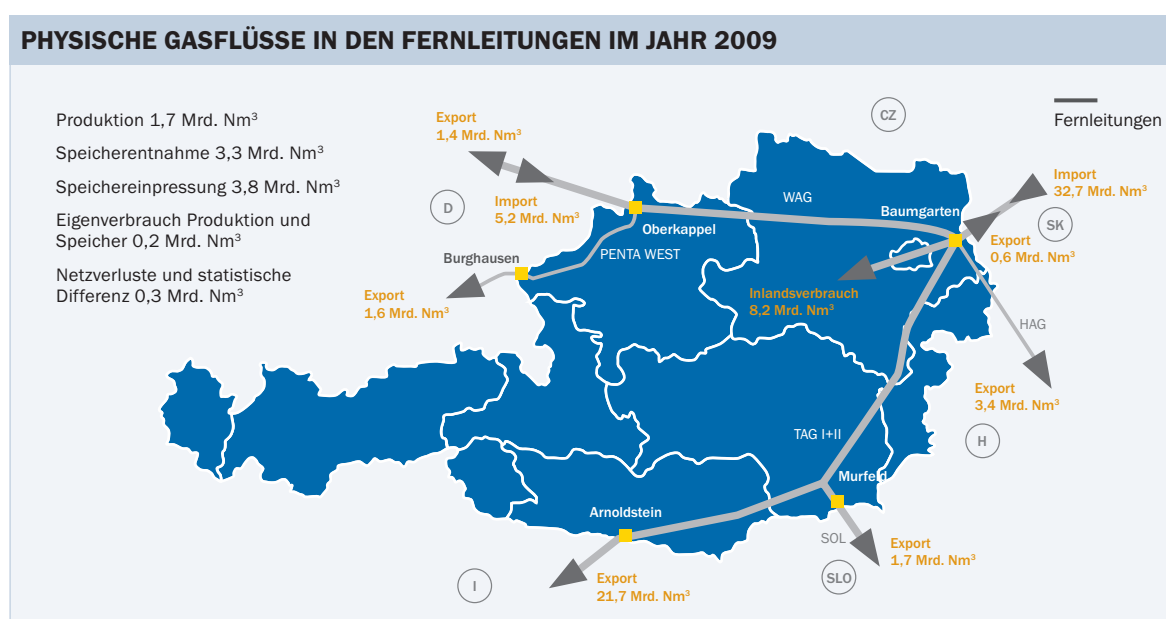 PHYSISCHE GASFLÜSSE IN DEN FERNLEITUNGEN IM JAHR 2009
Produktion 1,7 Mrd. Nm³
Speicherentnahme 3,3 Mrd. Nm³
Speichereinpressung 3,8 Mrd. Nm³
Eigenverbrauch Produktion und
Speicher 0,2 Mrd. Nm³
Netzverluste und statistische
Differenz 0,3 Mrd. Nm³
Export
1,4 Mrd. Nm³
CZ
Fernleitungen
Import
32,7 Mrd. Nm³
D
Import
5,2 Mrd. Nm³
WAG
Baumgarten
SK
Oberkappel
Export
0,6 Mrd. Nm³
Burghausen
PENTA WEST
Export
1,6 Mrd. Nm³
Inlandsverbrauch
8,2 Mrd. Nm³
HAG
Export
3,4 Mrd. Nm³
H
TAG I+II
Murfeld
Arnoldstein
SOL
Export
1,7 Mrd. Nm³
SLO
I
Export
21,7 Mrd. Nm³